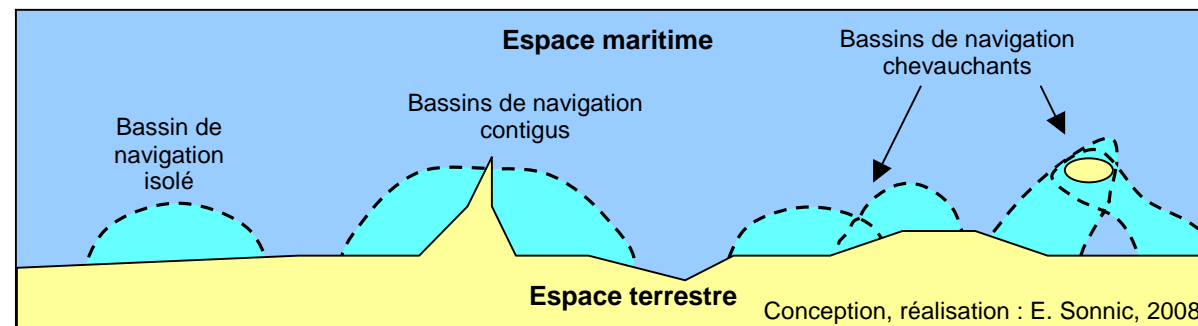 Espace maritime
Bassins de navigation
chevauchants
Bassins de navigation
contigus
Bassin de
navigation
isolé
Espace terrestre
Conception, réalisation : E. Sonnic, 2008